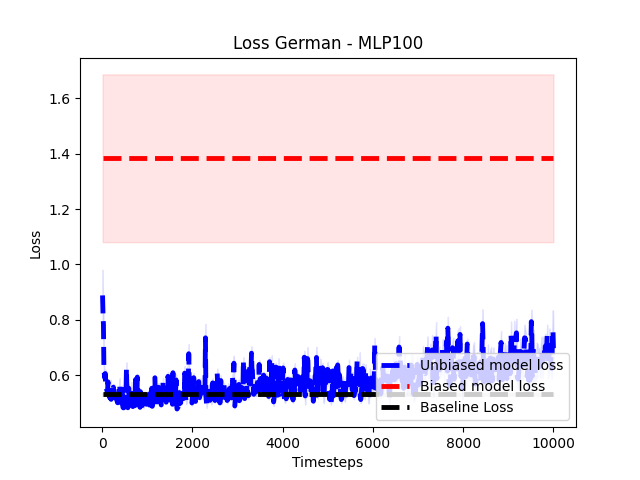 Loss German - MLP100
Loss
1.6
1.4
1.2
1.0
0.8
0.6
Unbiased model loss
Biased model loss
Baseline Loss
0
2000
4000
6000
8000
10000
Timesteps